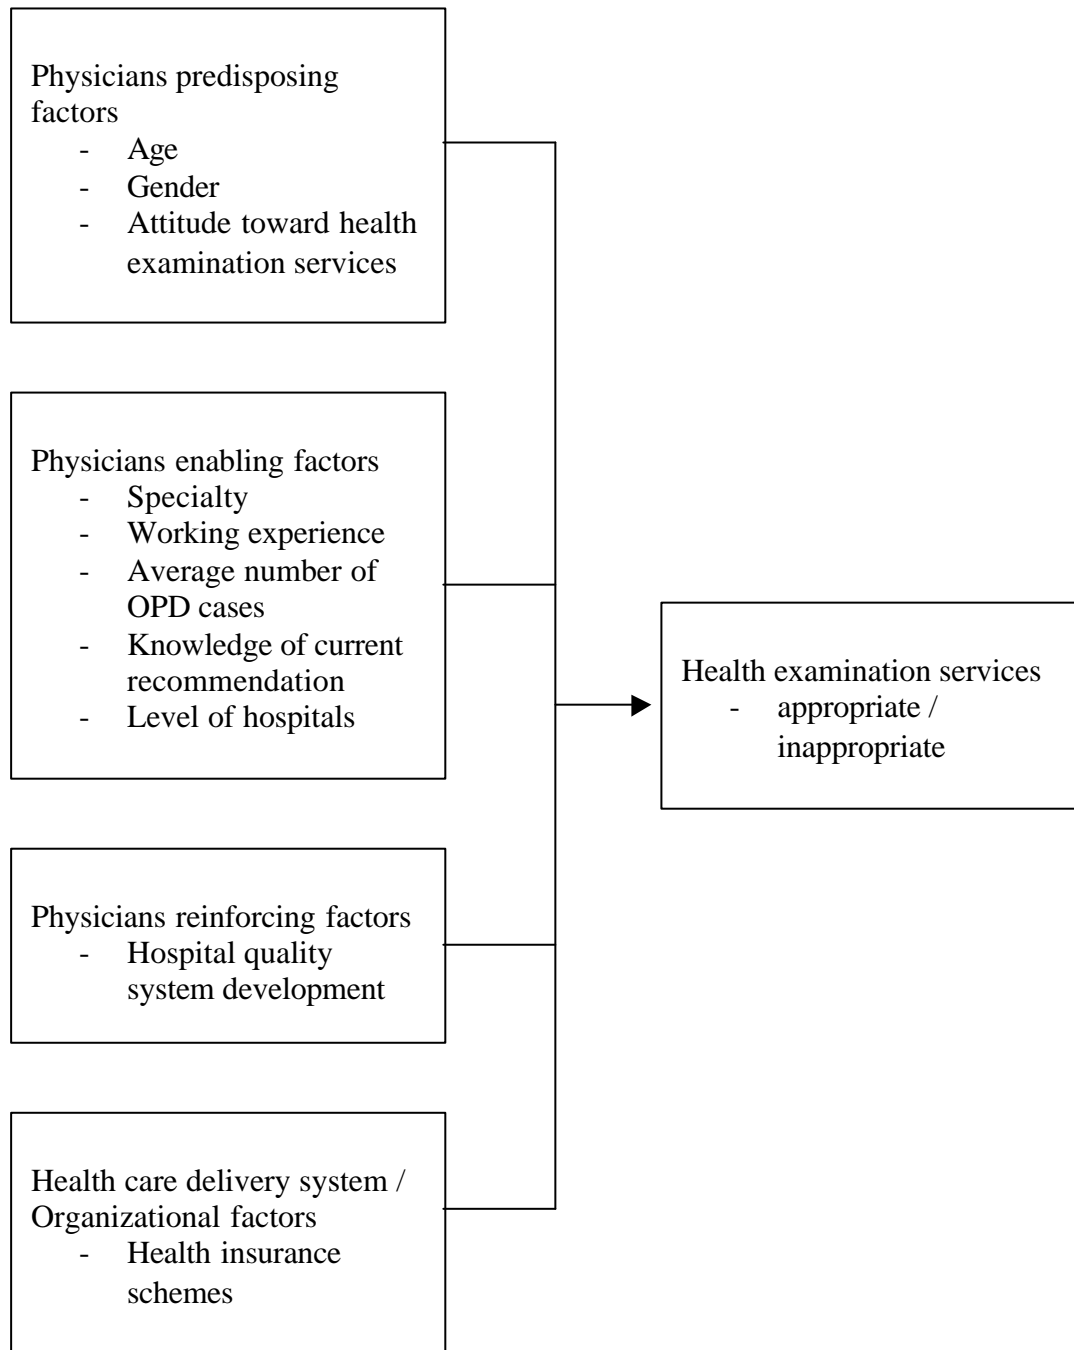 Physicians predisposing
factors
- Age
- Gender
- Attitude toward health
examination services
Physicians enabling factors
- Specialty
- Working experience
- Average number of
OPD cases
- Knowledge of current
recommendation
- Level of hospitals
Health examination services
- appropriate /
inappropriate
Physicians reinforcing factors
- Hospital quality
system development
Health care delivery system /
Organizational factors
- Health insurance
schemes